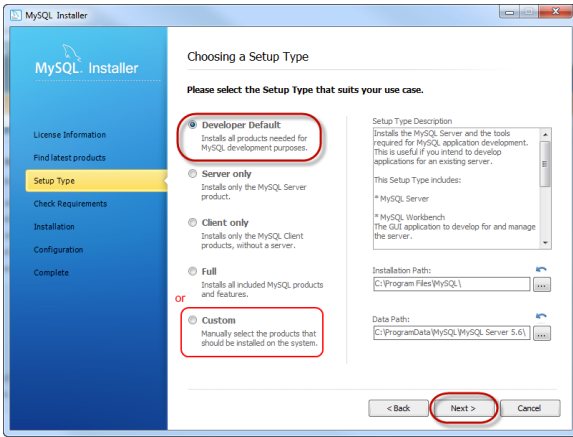 MySQL Installer
MySQL. Installer
License Information
Find latest products
Setup Type
Check Requirements
Installation
Configuration
Complete
Choosing a Setup Type
Please select the Setup Type that suits your use case.
Developer Default
Installs all products needed for
MySQL development purposes.
Server only
Installs only the MySQL Server
product.
Client only
Installs only the MySQL Client
products, without a server.
Full
Installs all included MySQL products
and features.
or
Custom
Manually select the products that
should be installed on the system.
Setup Type Description
Installs the MySQL Server and the tools
required for MySQL application development.
This is useful if you intend to develop
applications for an existing server.
This Setup Type includes:
* MySQL Server
* MySQL Workbench
The GUI application to develop for and manage
the server.
Installation Path:
C:\Program Files\MySQL\
...
Data Path:
C:\ProgramData\MySQL\MySQL Server 5.6\
...
< Back
Next >
Cancel